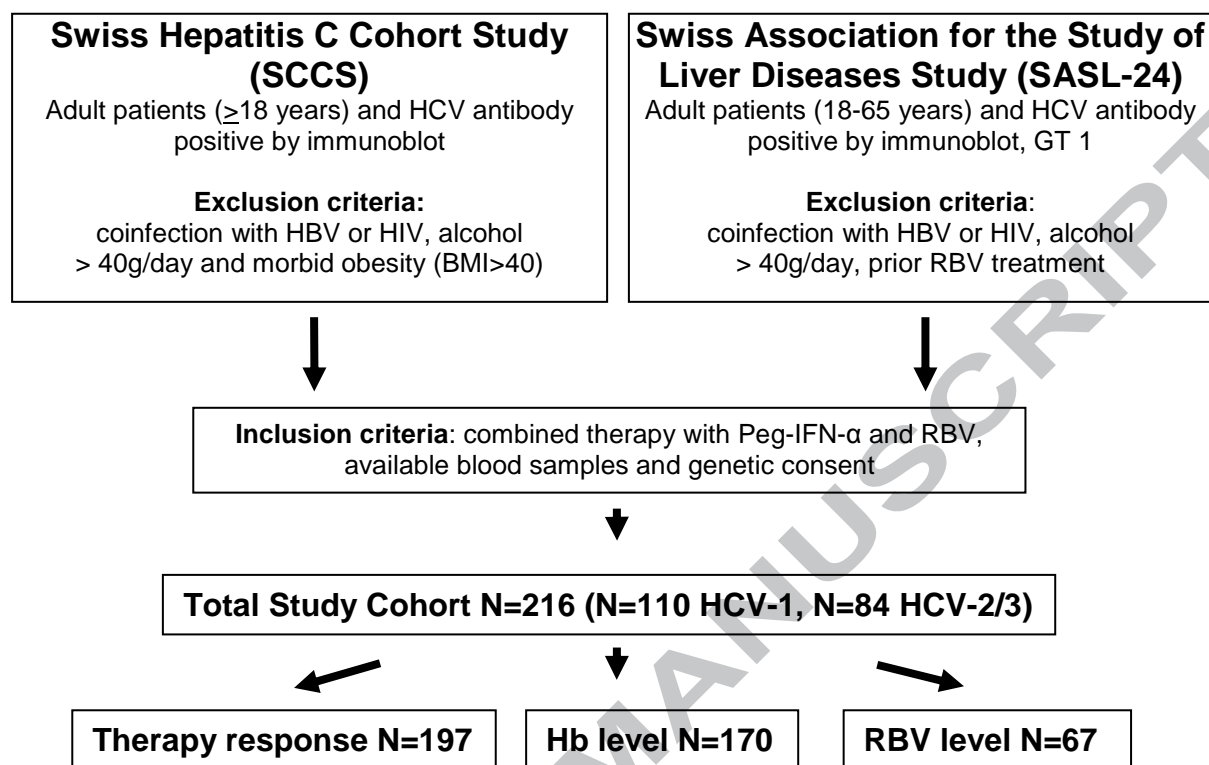 Swiss Hepatitis C Cohort Study
(SCCS)
Adult patients (≥18 years) and HCV antibody
positive by immunoblot
Exclusion criteria:
coinfection with HBV or HIV, alcohol
> 40g/day and morbid obesity (BMI>40)
Swiss Association for the Study of
Liver Diseases Study (SASL-24)
Adult patients (18-65 years) and HCV antibody
positive by immunoblot, GT 1
Exclusion criteria:
coinfection with HBV or HIV, alcohol
> 40g/day, prior RBV treatment
Inclusion criteria: combined therapy with Peg-IFN-α and RBV,
available blood samples and genetic consent
Total Study Cohort N=216 (N=110 HCV-1, N=84 HCV-2/3)
Therapy response N=197
Hb level N=170
RBV level N=67
MANUSCRIPT